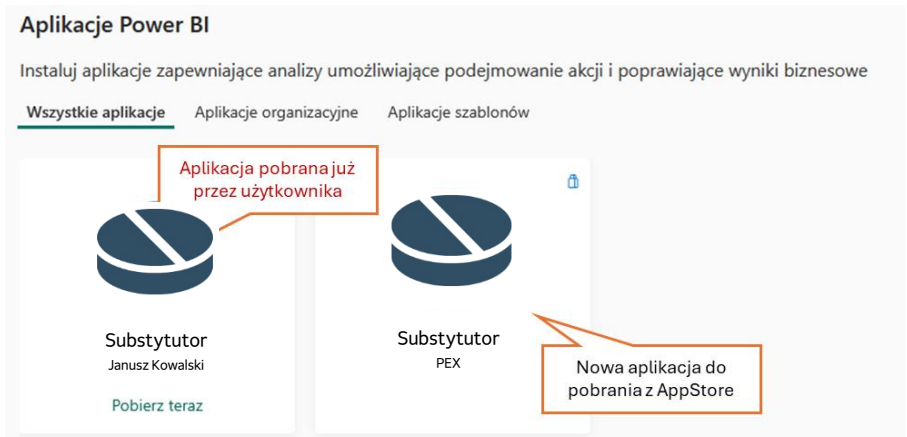 Aplikacje Power BI
Instaluj aplikacje zapewniające analizy umożliwiające podejmowanie akcji i poprawiające wyniki biznesowe
Wszystkie aplikacje
Aplikacje organizacyjne
Aplikacje szablonów
Aplikacja pobrana już
przez użytkownika
Substytutor
Janusz Kowalski
Pobierz teraz
Substytutor
PEX
Nowa aplikacja do
pobrania z AppStore